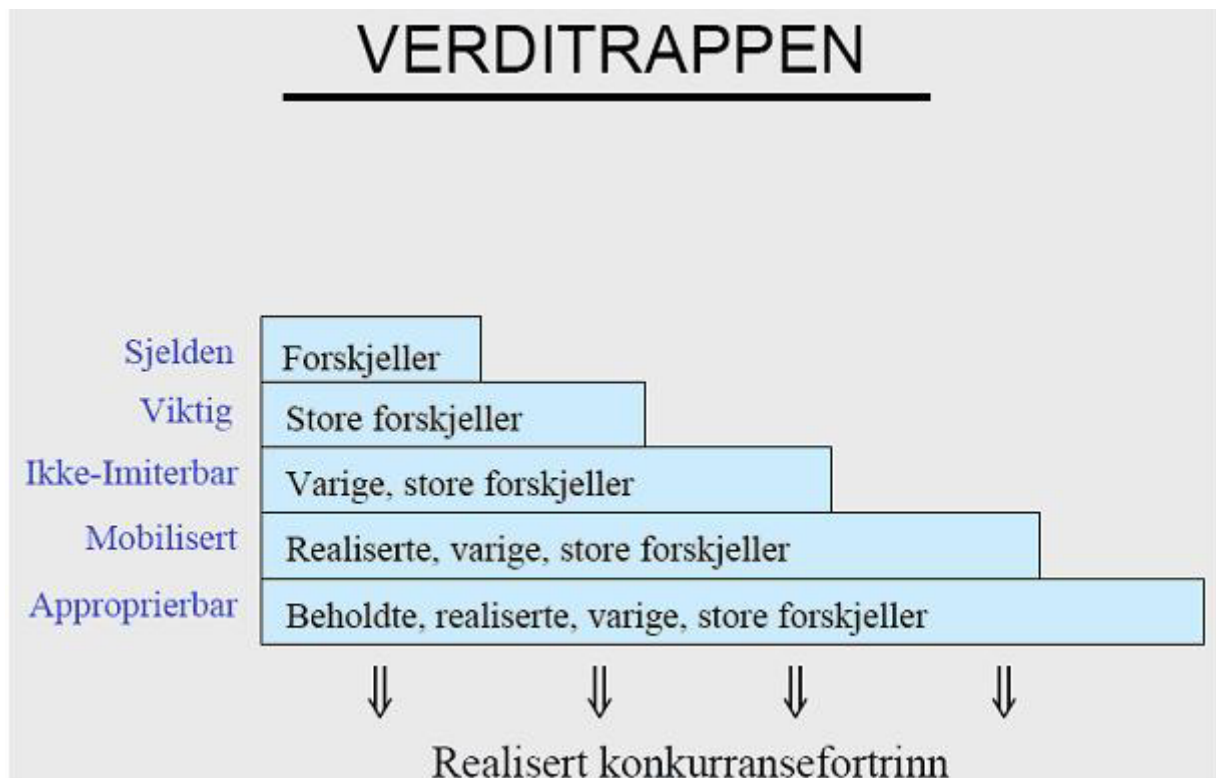 VERDITRAPPEN
Sjelden Forskjeller
Viktig Store forskjeller
Ikke-Imiterbar Varige, store forskjeller
Mobilisert Realiserte, varige, store forskjeller
Approprierbar Beholdte, realiserte, varige, store forskjeller
⇓ ⇓ ⇓ ⇓
Realisert konkurransefortrinn